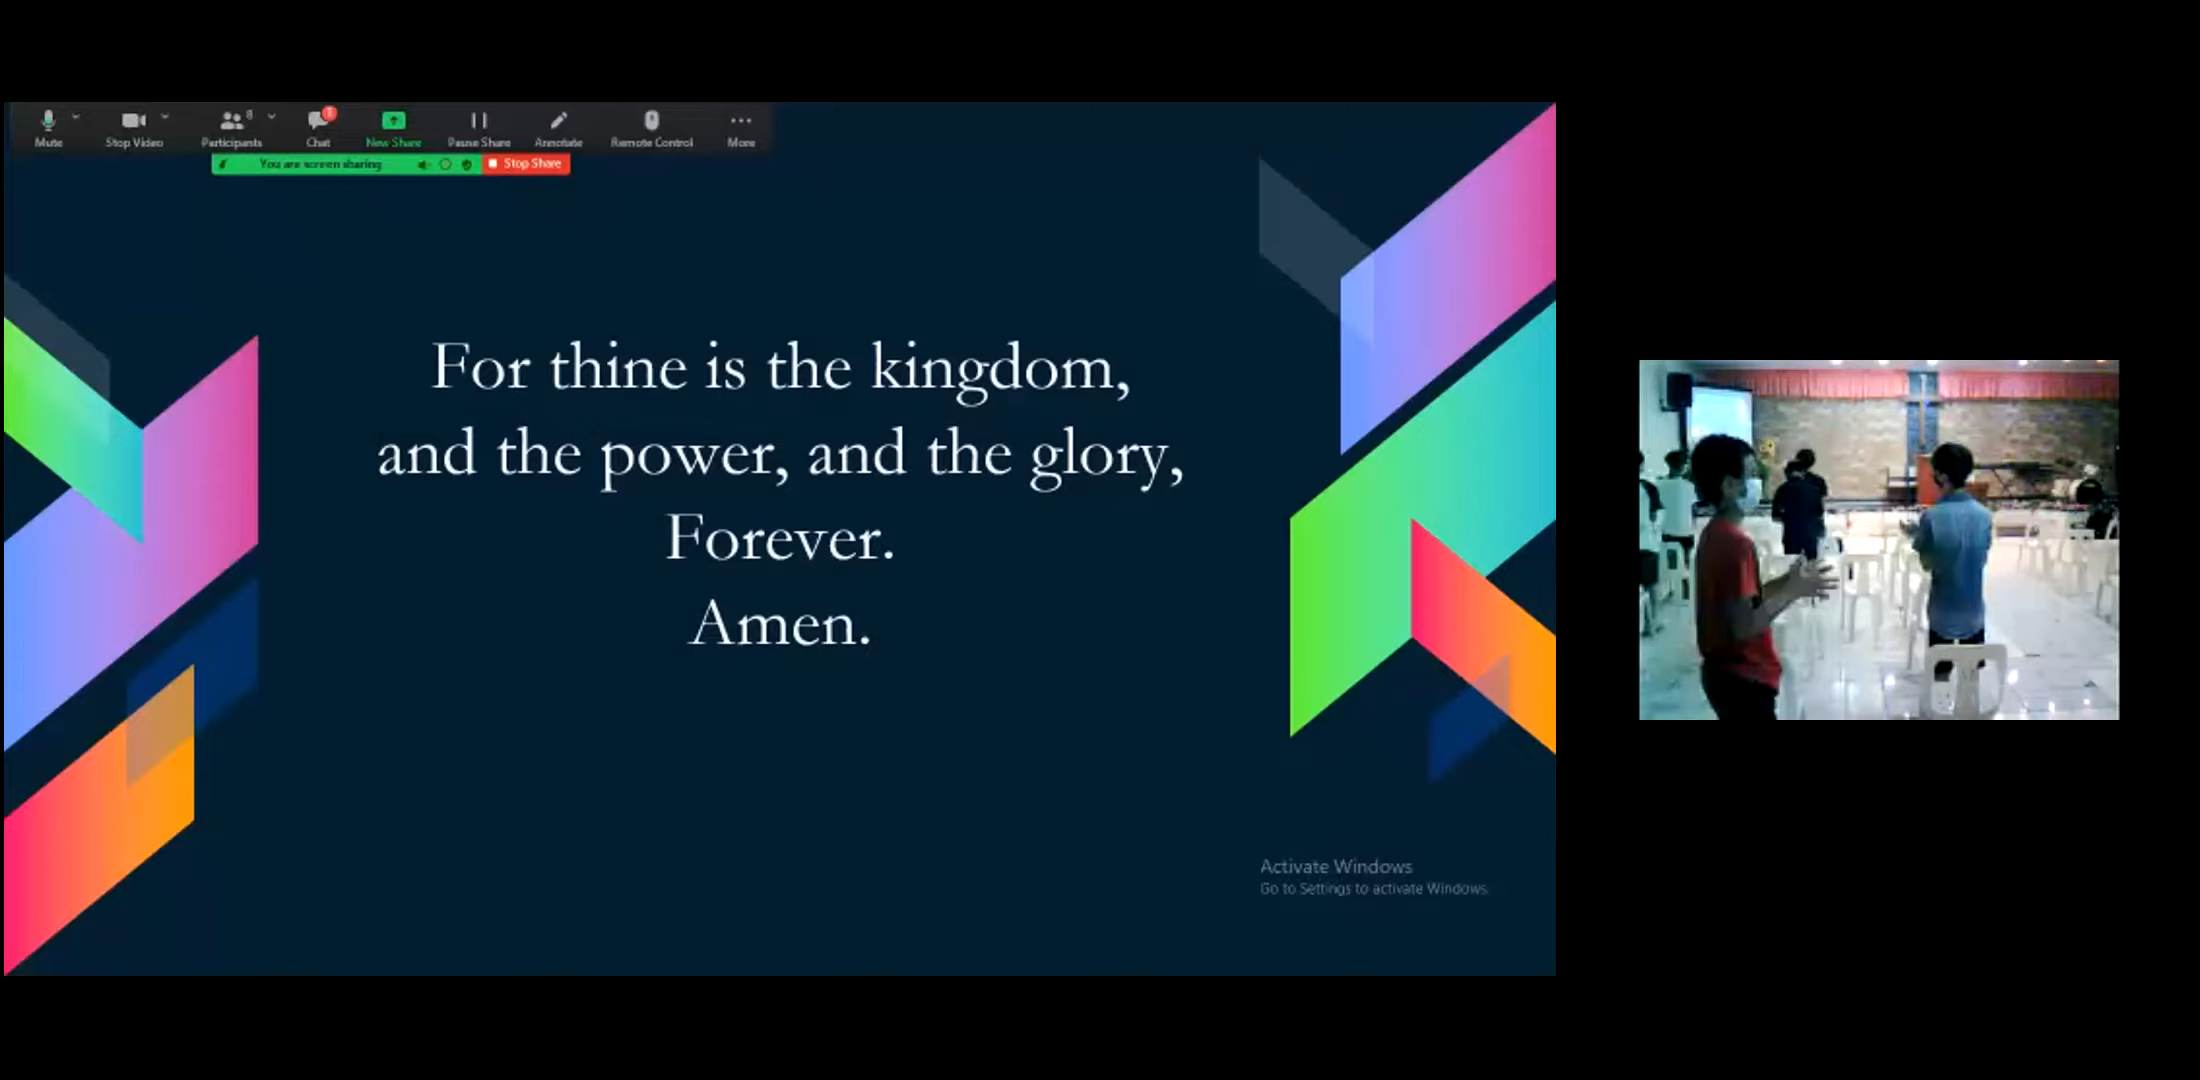 Mute
Stop Video
Participants
8
Chat
1
New Share
Pause Share
Annotate
Remote Control
More
You are screen sharing
Stop Share
For thine is the kingdom,
and the power, and the glory,
Forever.
Amen.
Activate Windows
Go to Settings to activate Windows.